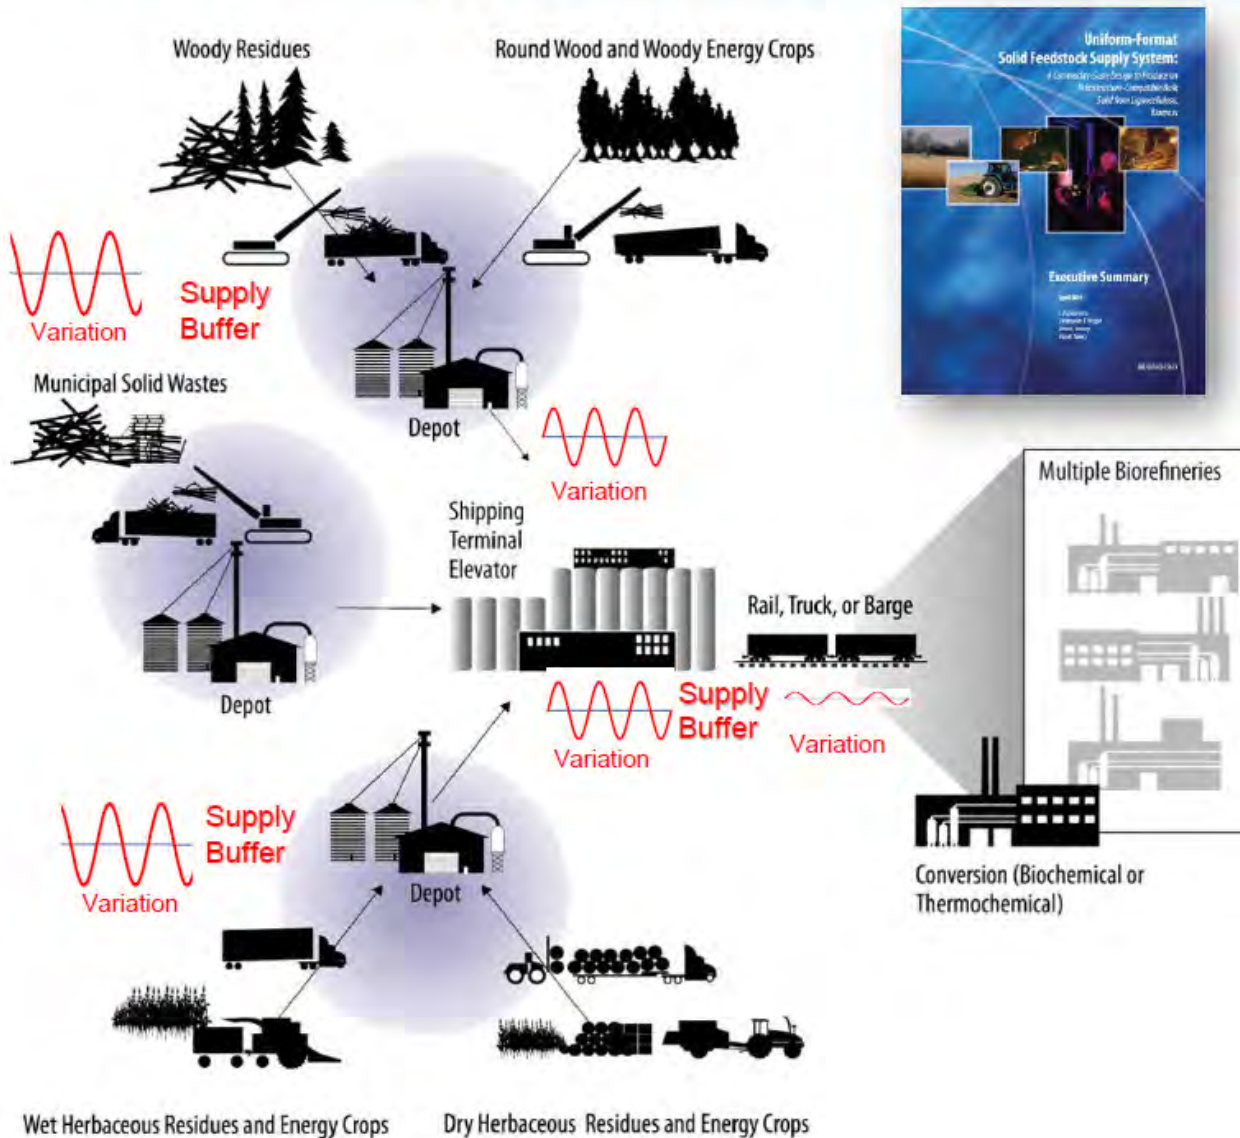 Woody Residues
Round Wood and Woody Energy Crops
Uniform-Format
Solid Feedstock Supply System:
Executive Summary
Supply
Buffer
Variation
Municipal Solid Wastes
Depot
Variation
Multiple Biorefineries
Shipping
Terminal
Elevator
Rail, Truck, or Barge
Depot
Supply
Buffer
Variation
Variation
Supply
Buffer
Variation
Depot
Conversion (Biochemical or
Thermochemical)
Wet Herbaceous Residues and Energy Crops
Dry Herbaceous Residues and Energy Crops